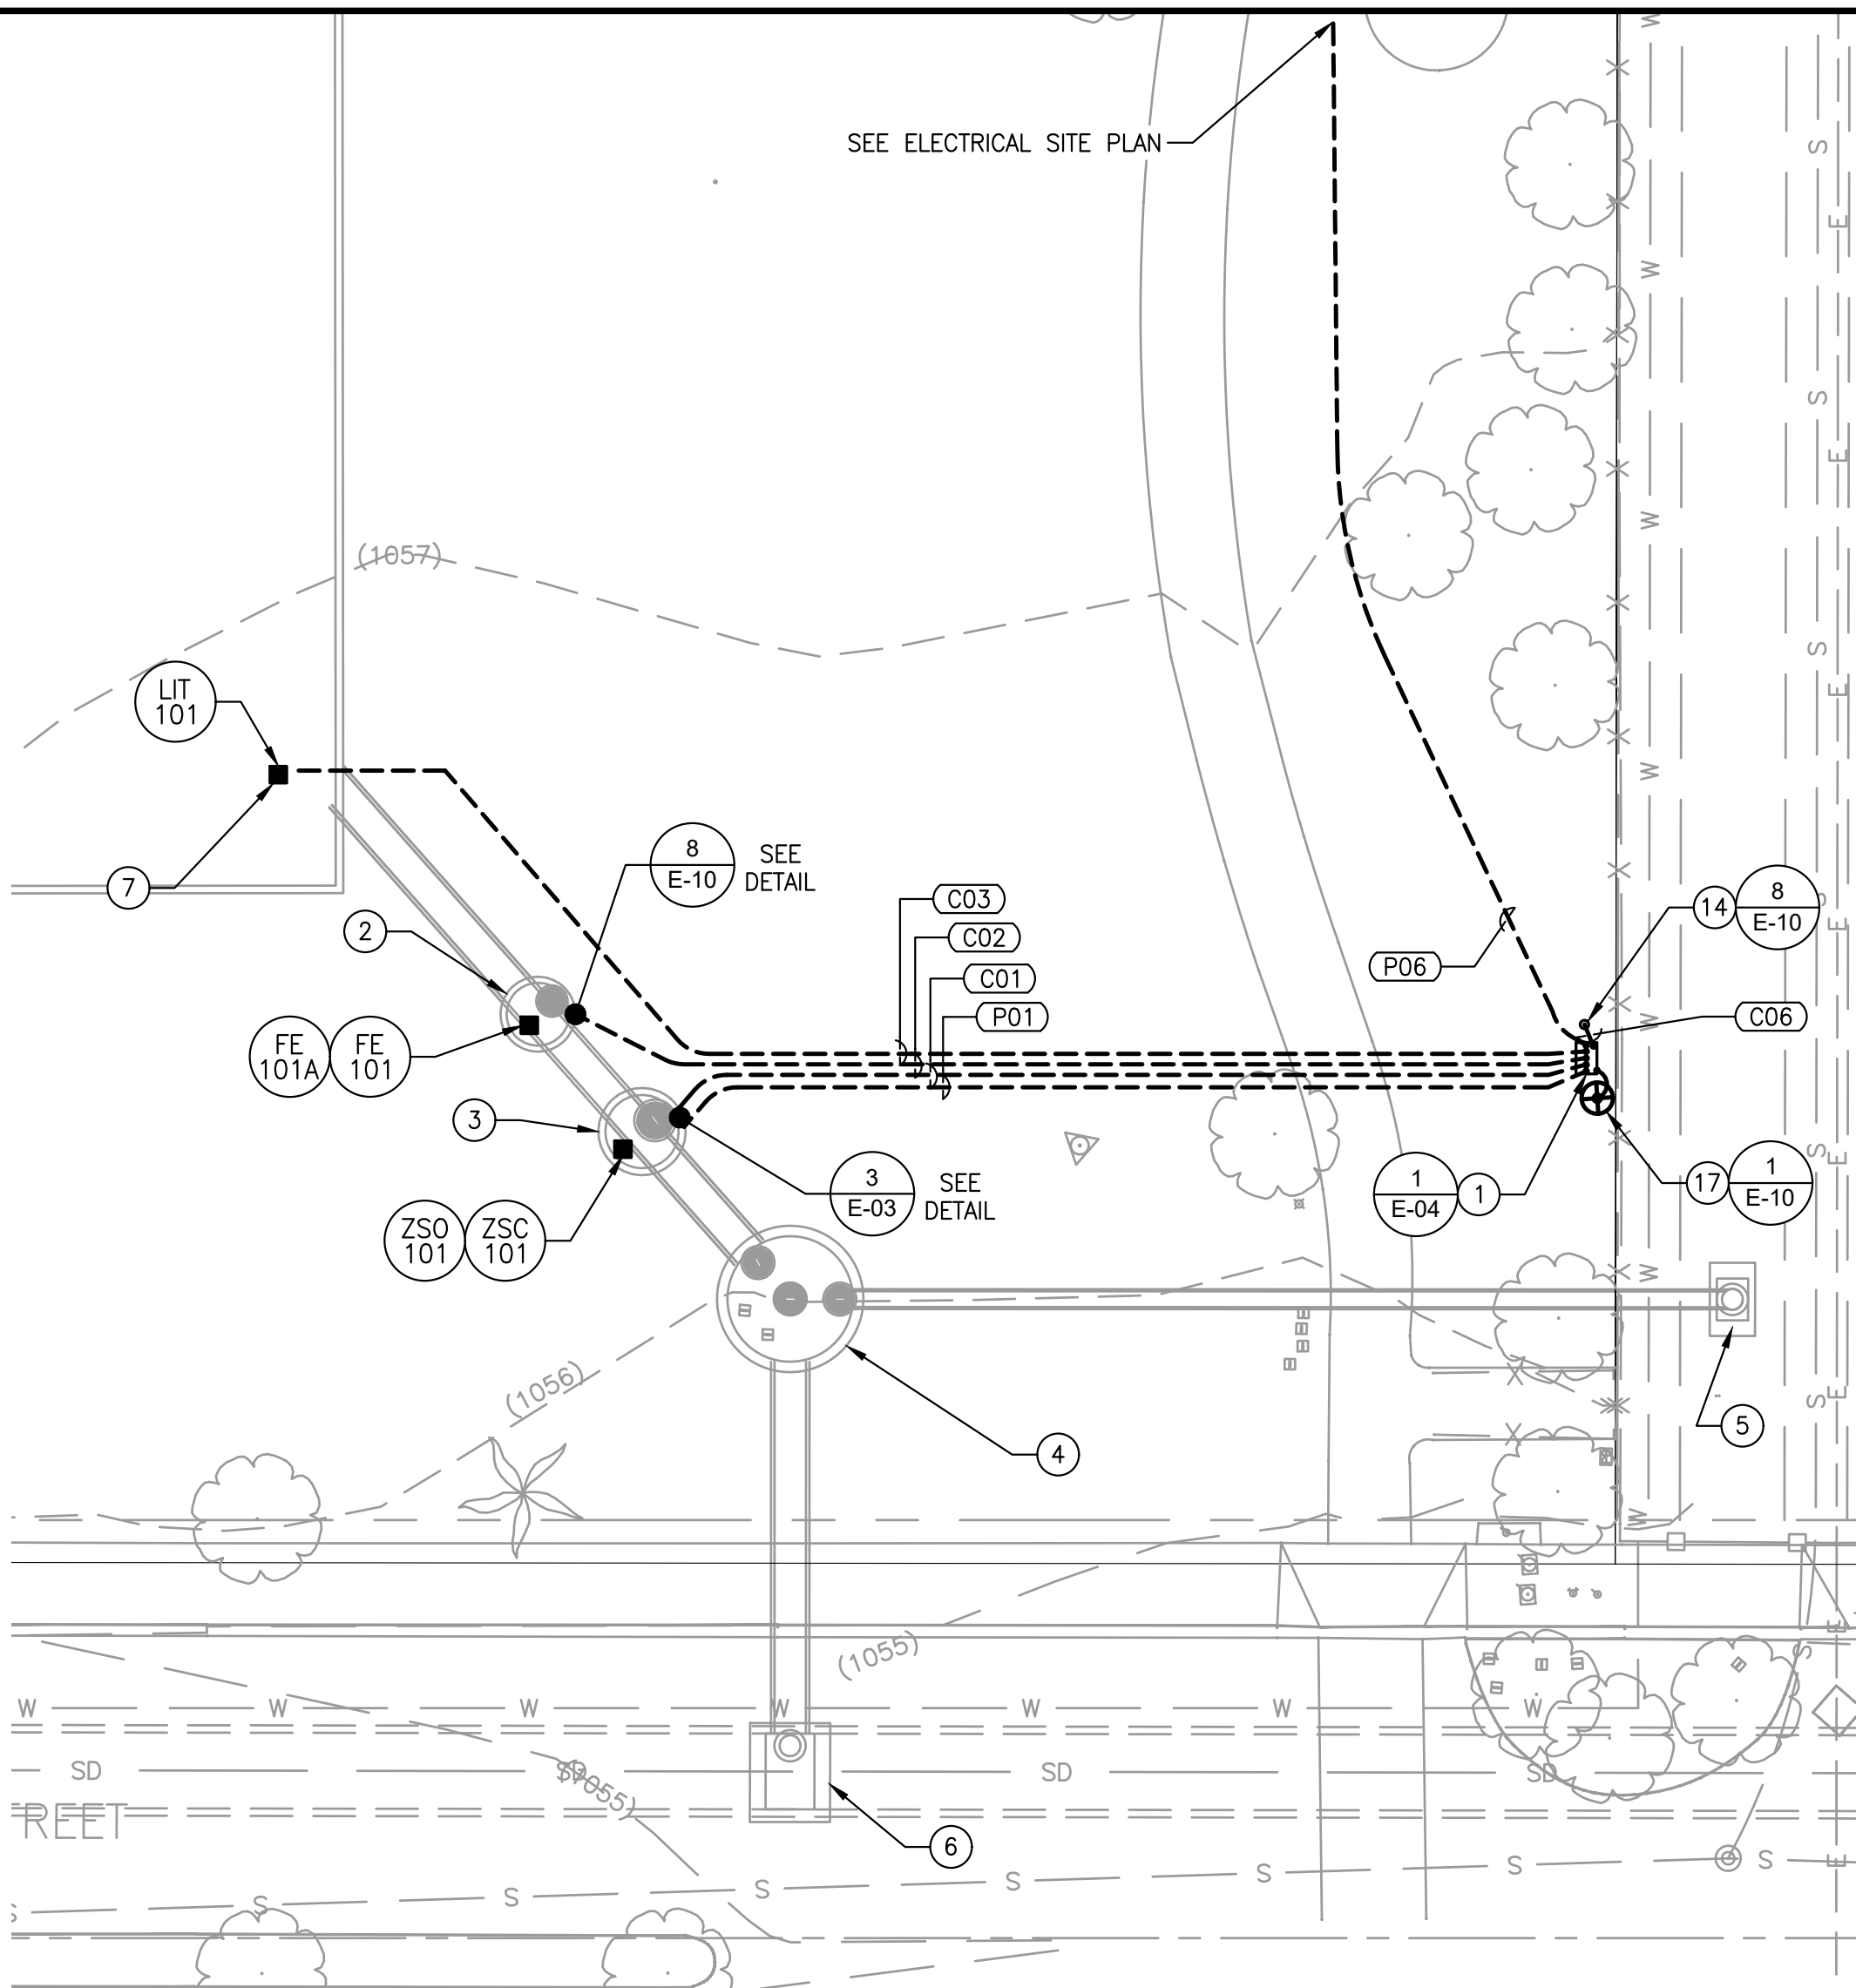 W
SEE ELECTRICAL SITE PLAN
S
E
W
S
E
(1057)
W
S
E
LIT
101
W
8
E-10
SEE
DETAIL
7
C03
14
8
E-10
S
E
2
C02
P06
C01
P01
C06
W
FE
101A
FE
101
3
1
E-04
1
17
1
E-10
S
E
3
E-03
SEE
DETAIL
ZSO
101
ZSC
101
W
(1056)
5
S
E
4
W
(1055)
E
S
W
W
W
W
W
W
W
SD
SD
SD
SD
(1055)
REET
6
S
S
S
S
S
S
S
S
E